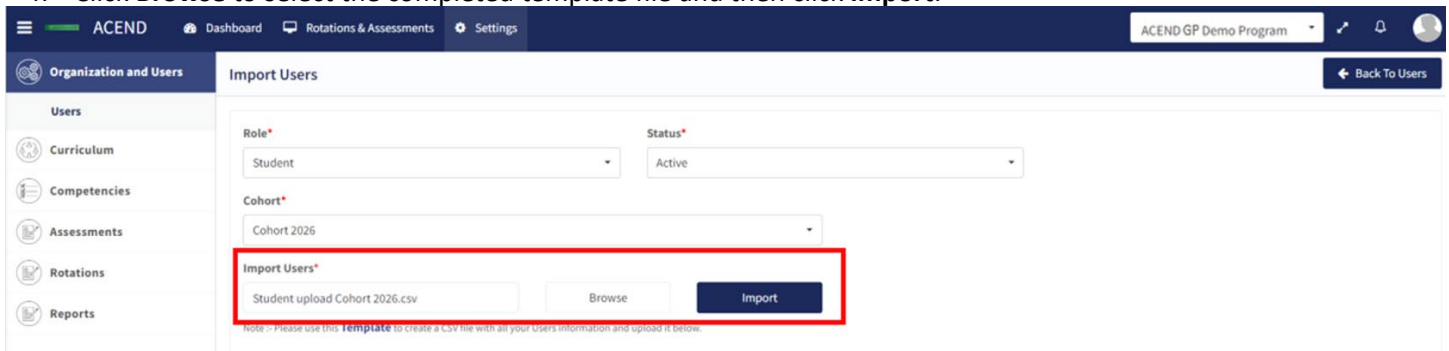 Click Browse to select the completed template file and then click Import.
ACEND Dashboard Rotations & Assessments Settings ACEND GP Demo Program
Organization and Users Import Users Back To Users
Users
Role* Status*
Curriculum
Student Active
Competencies
Cohort*
Assessments Cohort 2026
Rotations Import Users*
Student upload Cohort 2026.csv Browse Import
Reports
Note :- Please use this Template to create a CSV file with all your Users information and upload it below.